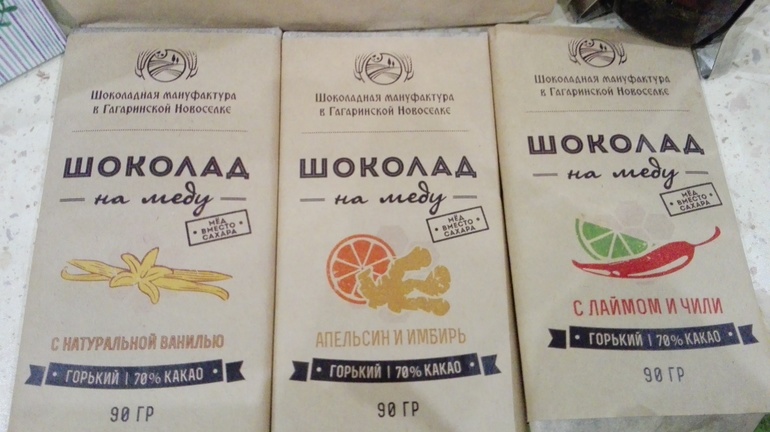 Шоколадная мануфактура
в Гагаринской Новоселке
ШОКОЛАД
на меду
МЁД
ВМЕСТО
САХАРА
С НАТУРАЛЬНОЙ ВАНИЛЬЮ
ГОРЬКИЙ | 70% КАКАО
90 ГР
Шоколадная мануфактура
в Гагаринской Новоселке
ШОКОЛАД
на меду
МЁД
ВМЕСТО
САХАРА
АПЕЛЬСИН И ИМБИРЬ
ГОРЬКИЙ | 70% КАКАО
90 ГР
Шоколадная мануфактура
в Гагаринской Новоселке
ШОКОЛАД
на меду
МЁД
ВМЕСТО
САХАРА
С ЛАЙМОМ И ЧИЛИ
ГОРЬКИЙ | 70% КАКАО
90 ГР